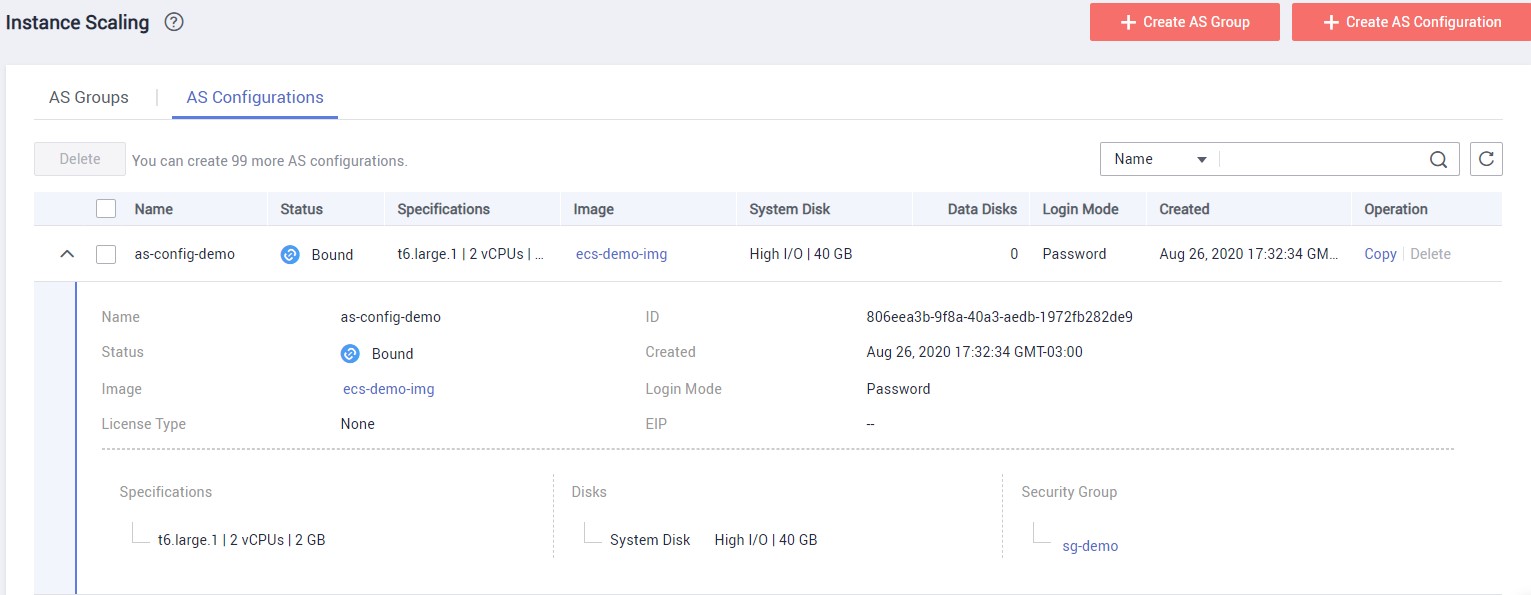 Instance Scaling ?
+ Create AS Group + Create AS Configuration
AS Groups | AS Configurations
Delete You can create 99 more AS configurations. Name
Name Status Specifications Image System Disk Data Disks Login Mode Created Operation
as-config-demo Bound t6.large.1 | 2 vCPUs | ... ecs-demo-img High I/O | 40 GB 0 Password Aug 26, 2020 17:32:34 GM... Copy | Delete
Name as-config-demo ID 806eea3b-9f8a-40a3-aedb-1972fb282de9
Status Bound Created Aug 26, 2020 17:32:34 GMT-03:00
Image ecs-demo-img Login Mode Password
License Type None EIP --
Specifications Disks Security Group
t6.large.1 | 2 vCPUs | 2 GB System Disk High I/O | 40 GB sg-demo